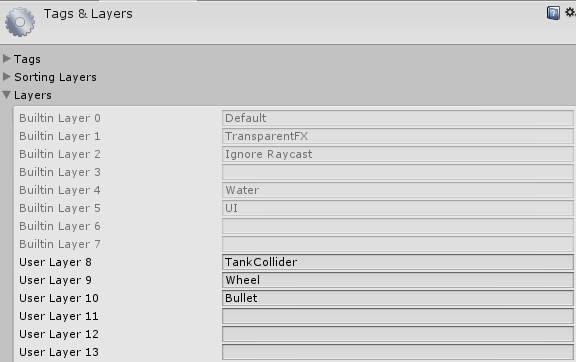 Tags & Layers
Tags
Sorting Layers
Layers
Builtin Layer 0 Default
Builtin Layer 1 TransparentFX
Builtin Layer 2 Ignore Raycast
Builtin Layer 3
Builtin Layer 4 Water
Builtin Layer 5 UI
Builtin Layer 6
Builtin Layer 7
User Layer 8 TankCollider
User Layer 9 Wheel
User Layer 10 Bullet
User Layer 11
User Layer 12
User Layer 13